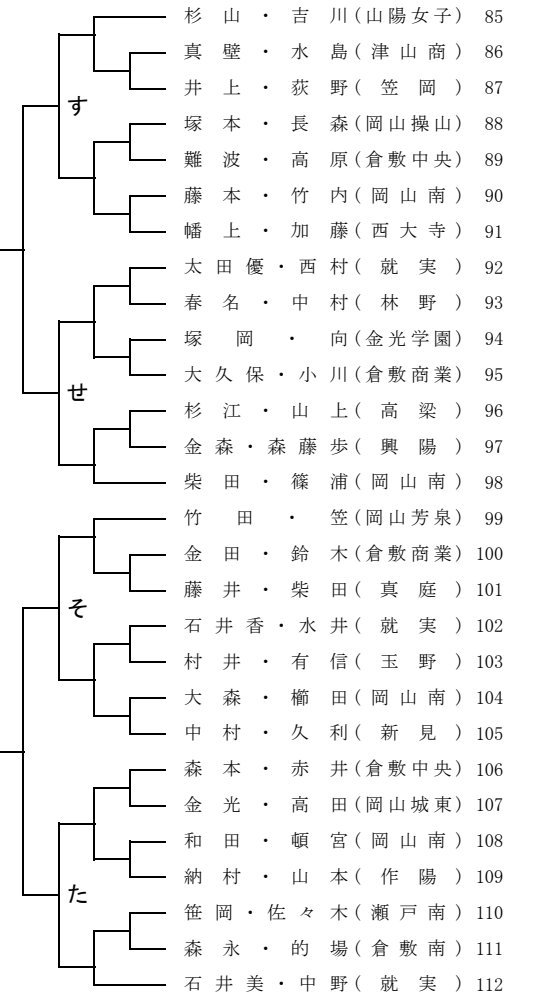 杉山・吉川(山陽女子) 85
真壁・水島(津山商) 86
井上・荻野(笠岡) 87
す
塚本・長森(岡山操山) 88
難波・高原(倉敷中央) 89
藤本・竹内(岡山南) 90
幡上・加藤(西大寺) 91
太田優・西村(就実) 92
春名・中村(林野) 93
塚岡・向(金光学園) 94
大久保・小川(倉敷商業) 95
せ
杉江・山上(高梁) 96
金森・森藤歩(興陽) 97
柴田・篠浦(岡山南) 98
竹田・笠(岡山芳泉) 99
金田・鈴木(倉敷商業) 100
藤井・柴田(真庭) 101
そ
石井香・水井(就実) 102
村井・有信(玉野) 103
大森・櫛田(岡山南) 104
中村・久利(新見) 105
森本・赤井(倉敷中央) 106
金光・高田(岡山城東) 107
和田・頓宮(岡山南) 108
納村・山本(作陽) 109
た
笹岡・佐々木(瀬戸南) 110
森永・的場(倉敷南) 111
石井美・中野(就実) 112